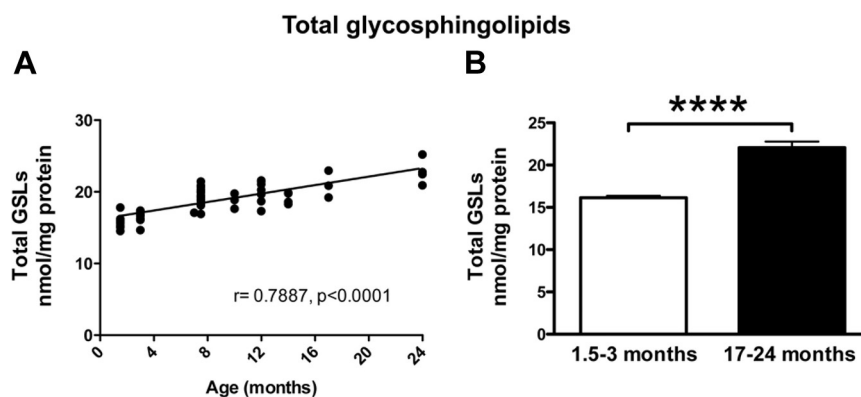 Total glycosphingolipids
A
Total GSLs
nmol/mg protein
30
20
10
0
r= 0.7887, p<0.0001
0 4 8 12 16 20 24
Age (months)
B
****
Total GSLs
nmol/mg protein
25
20
15
10
5
0
1.5-3 months 17-24 months